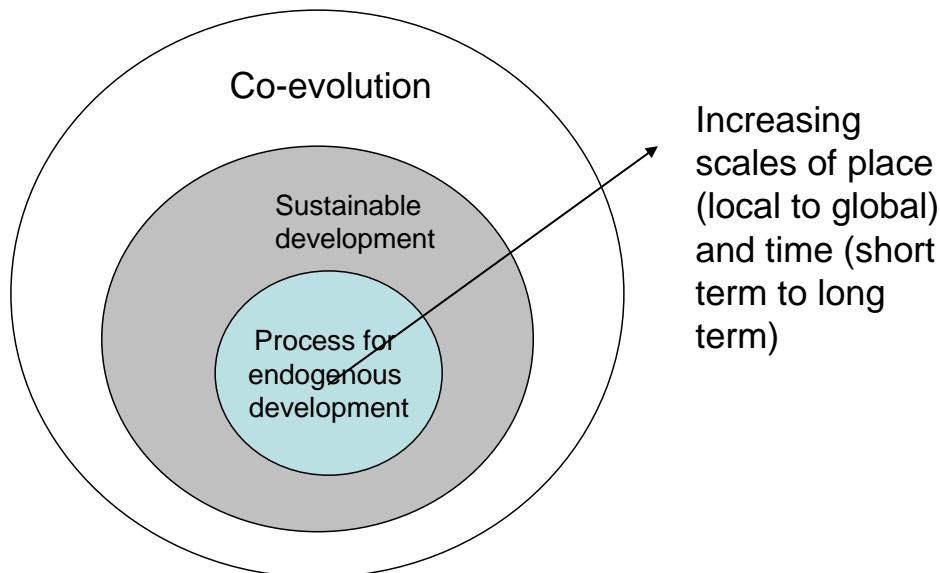 Co-evolution
Sustainable
development
Process for
endogenous
development
Increasing
scales of place
(local to global)
and time (short
term to long
term)